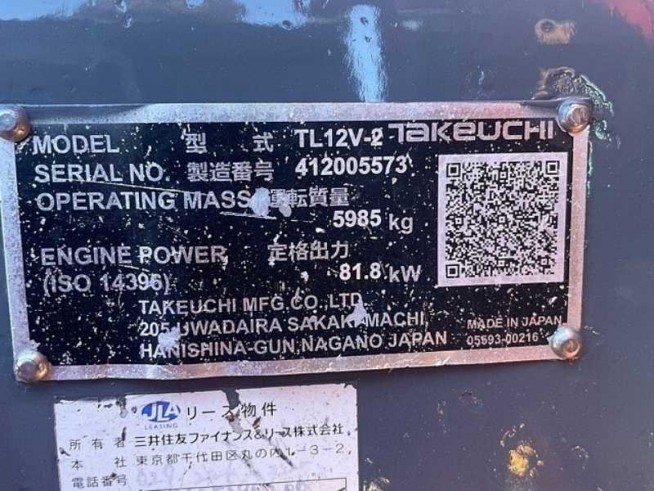 MODEL 型式 TL12V-2 TAKEUCHI
SERIAL NO. 製造番号 412005573
OPERATING MASS 運転質量
5985 kg
ENGINE POWER 定格出力
(ISO 14396) 81.8 kW
TAKEUCHI MFG.CO.,LTD.
205 UWADAIRA SAKAKI-MACHI
HANISHINA-GUN,NAGANO JAPAN
MADE IN JAPAN
05593-00216
JLA リース物件
LEASING
所有者 三井住友ファイナンス&リース株式会社
本社 東京都千代田区丸の内1-3-2
電話番号